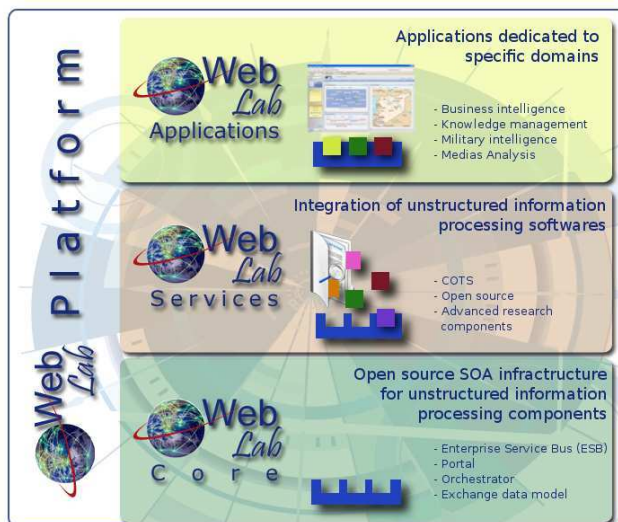 WebLab Platform
Web
Lab
Applications
Applications dedicated to
specific domains
- Business intelligence
- Knowledge management
- Military intelligence
- Medias Analysis
Web
Lab
Services
Integration of unstructured information
processing softwares
- COTS
- Open source
- Advanced research
components
Web
Lab
Core
Open source SOA infractructure
for unstructured information
processing components
- Enterprise Service Bus (ESB)
- Portal
- Orchestrator
- Exchange data model